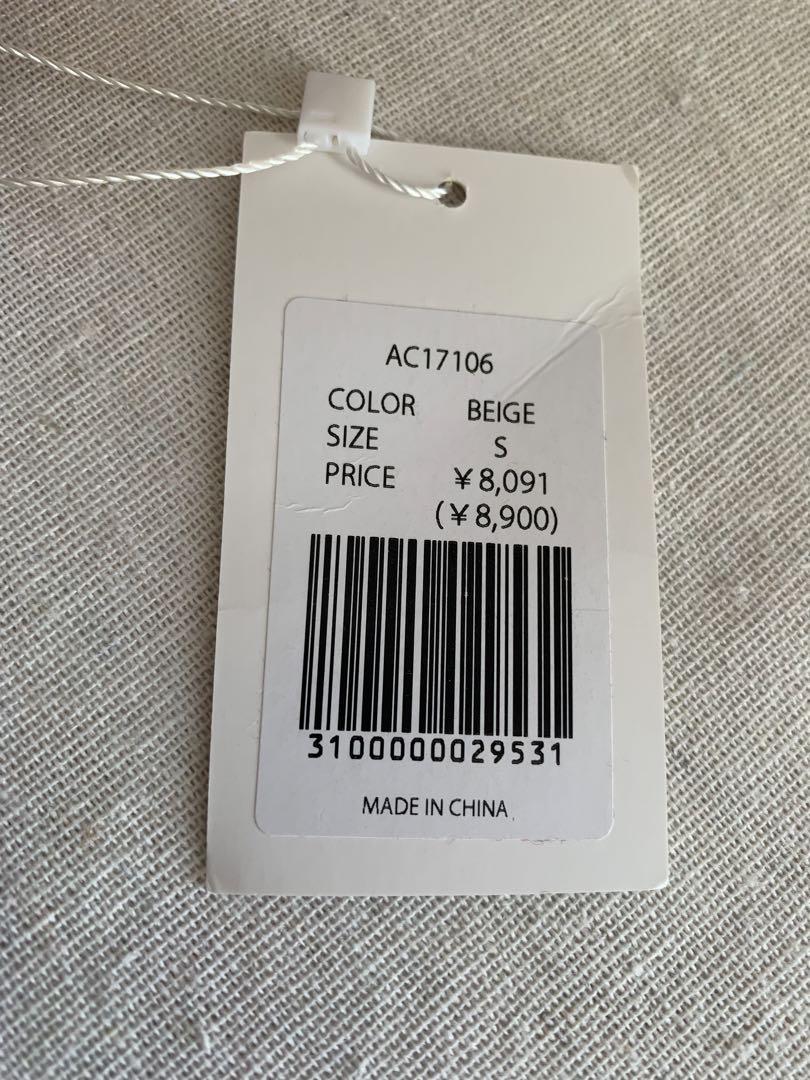 AC17106
COLOR BEIGE
SIZE S
PRICE ¥8,091
(¥8,900)
3100000029531
MADE IN CHINA